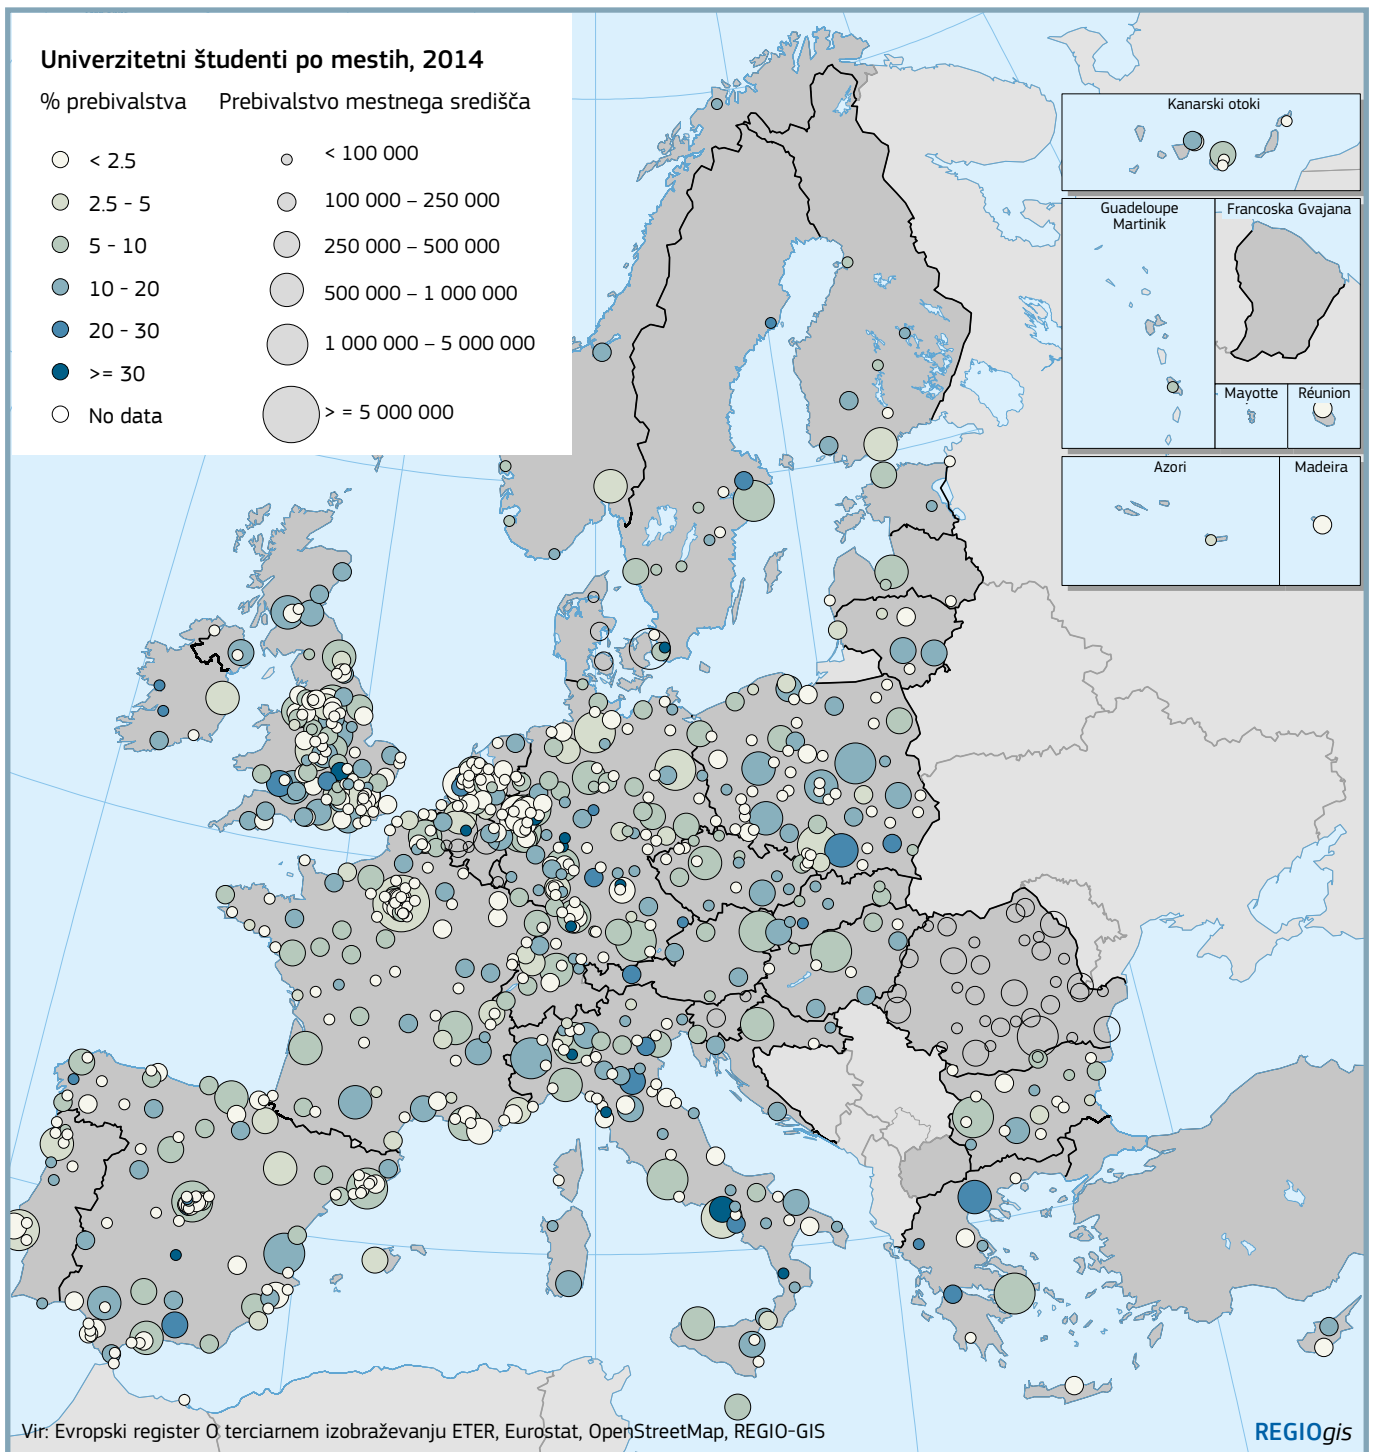 Univerzitetni študenti po mestih, 2014
% prebivalstva
Prebivalstvo mestnega središča
< 2.5
2.5 - 5
5 - 10
10 - 20
20 - 30
>= 30
No data
< 100 000
100 000 – 250 000
250 000 – 500 000
500 000 – 1 000 000
1 000 000 – 5 000 000
> = 5 000 000
Kanarski otoki
Guadeloupe
Martinik
Francoska Gvajana
Mayotte
Réunion
Azori
Madeira
Vir: Evropski register O terciarnem izobraževanju ETER, Eurostat, OpenStreetMap, REGIO-GIS
REGIOgis